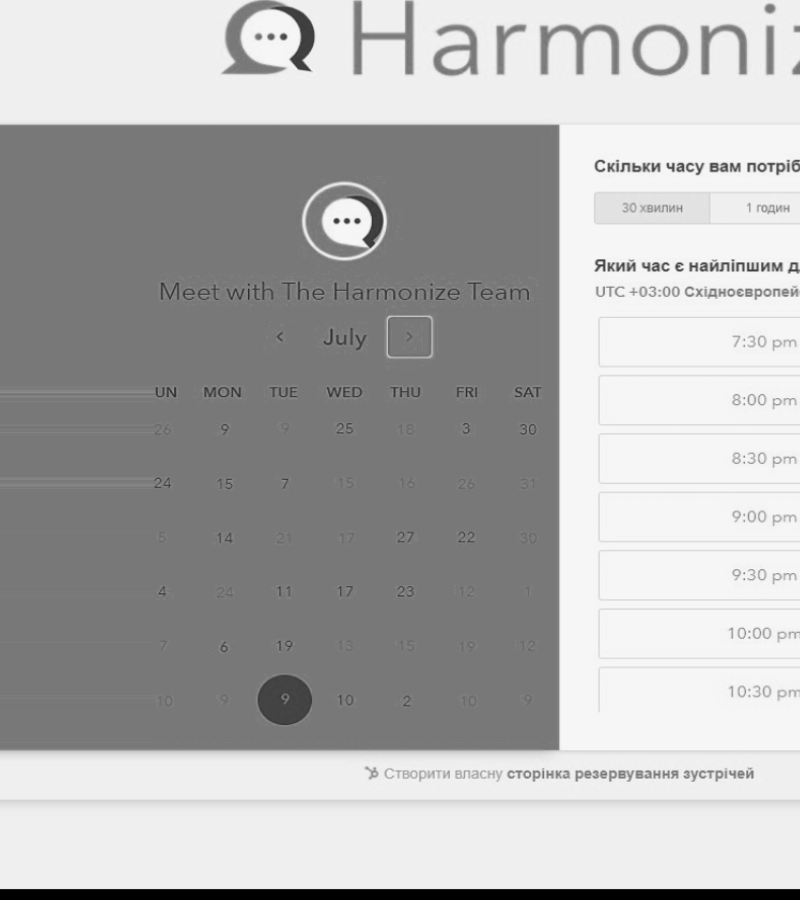 Harmoniz
Meet with The Harmonize Team
July
UN MON TUE WED THU FRI SAT
26 9 9 25 18 3 30
24 15 7 15 16 26 31
5 14 21 17 27 22 30
4 24 11 17 23 12 1
7 6 19 13 15 19 12
10 9 9 10 2 10 9
Скільки часу вам потріб
30 хвилин 1 годин
Який час є найліпшим д
UTC +03:00 Східноєвропей
7:30 pm
8:00 pm
8:30 pm
9:00 pm
9:30 pm
10:00 pm
10:30 pm
Створити власну сторінка резервування зустрічей